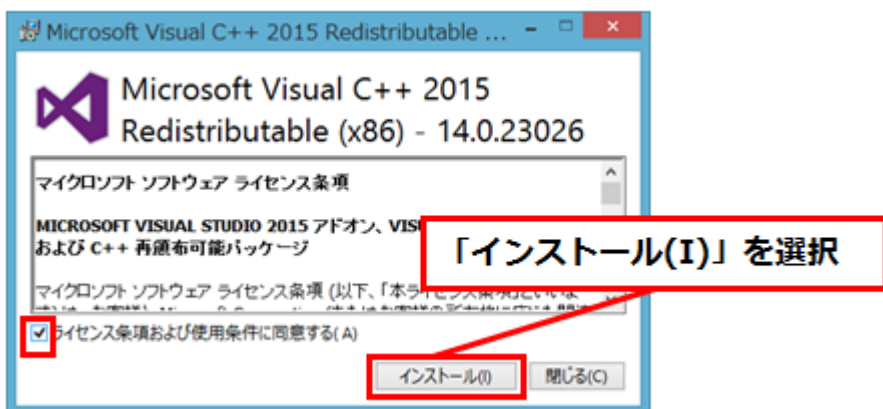 Microsoft Visual C++ 2015 Redistributable ...
Microsoft Visual C++ 2015
Redistributable (x86) - 14.0.23026
マイクロソフト ソフトウェア ライセンス条項
MICROSOFT VISUAL STUDIO 2015 アドオン、
および C++ 再頒布可能パッケージ
「インストール(I)」を選択
マイクロソフト ソフトウェア ライセンス条項 (以下、「本ライセンス条項」といいま
ライセンス条項および使用条件に同意する(A)
インストール(I)
閉じる(C)